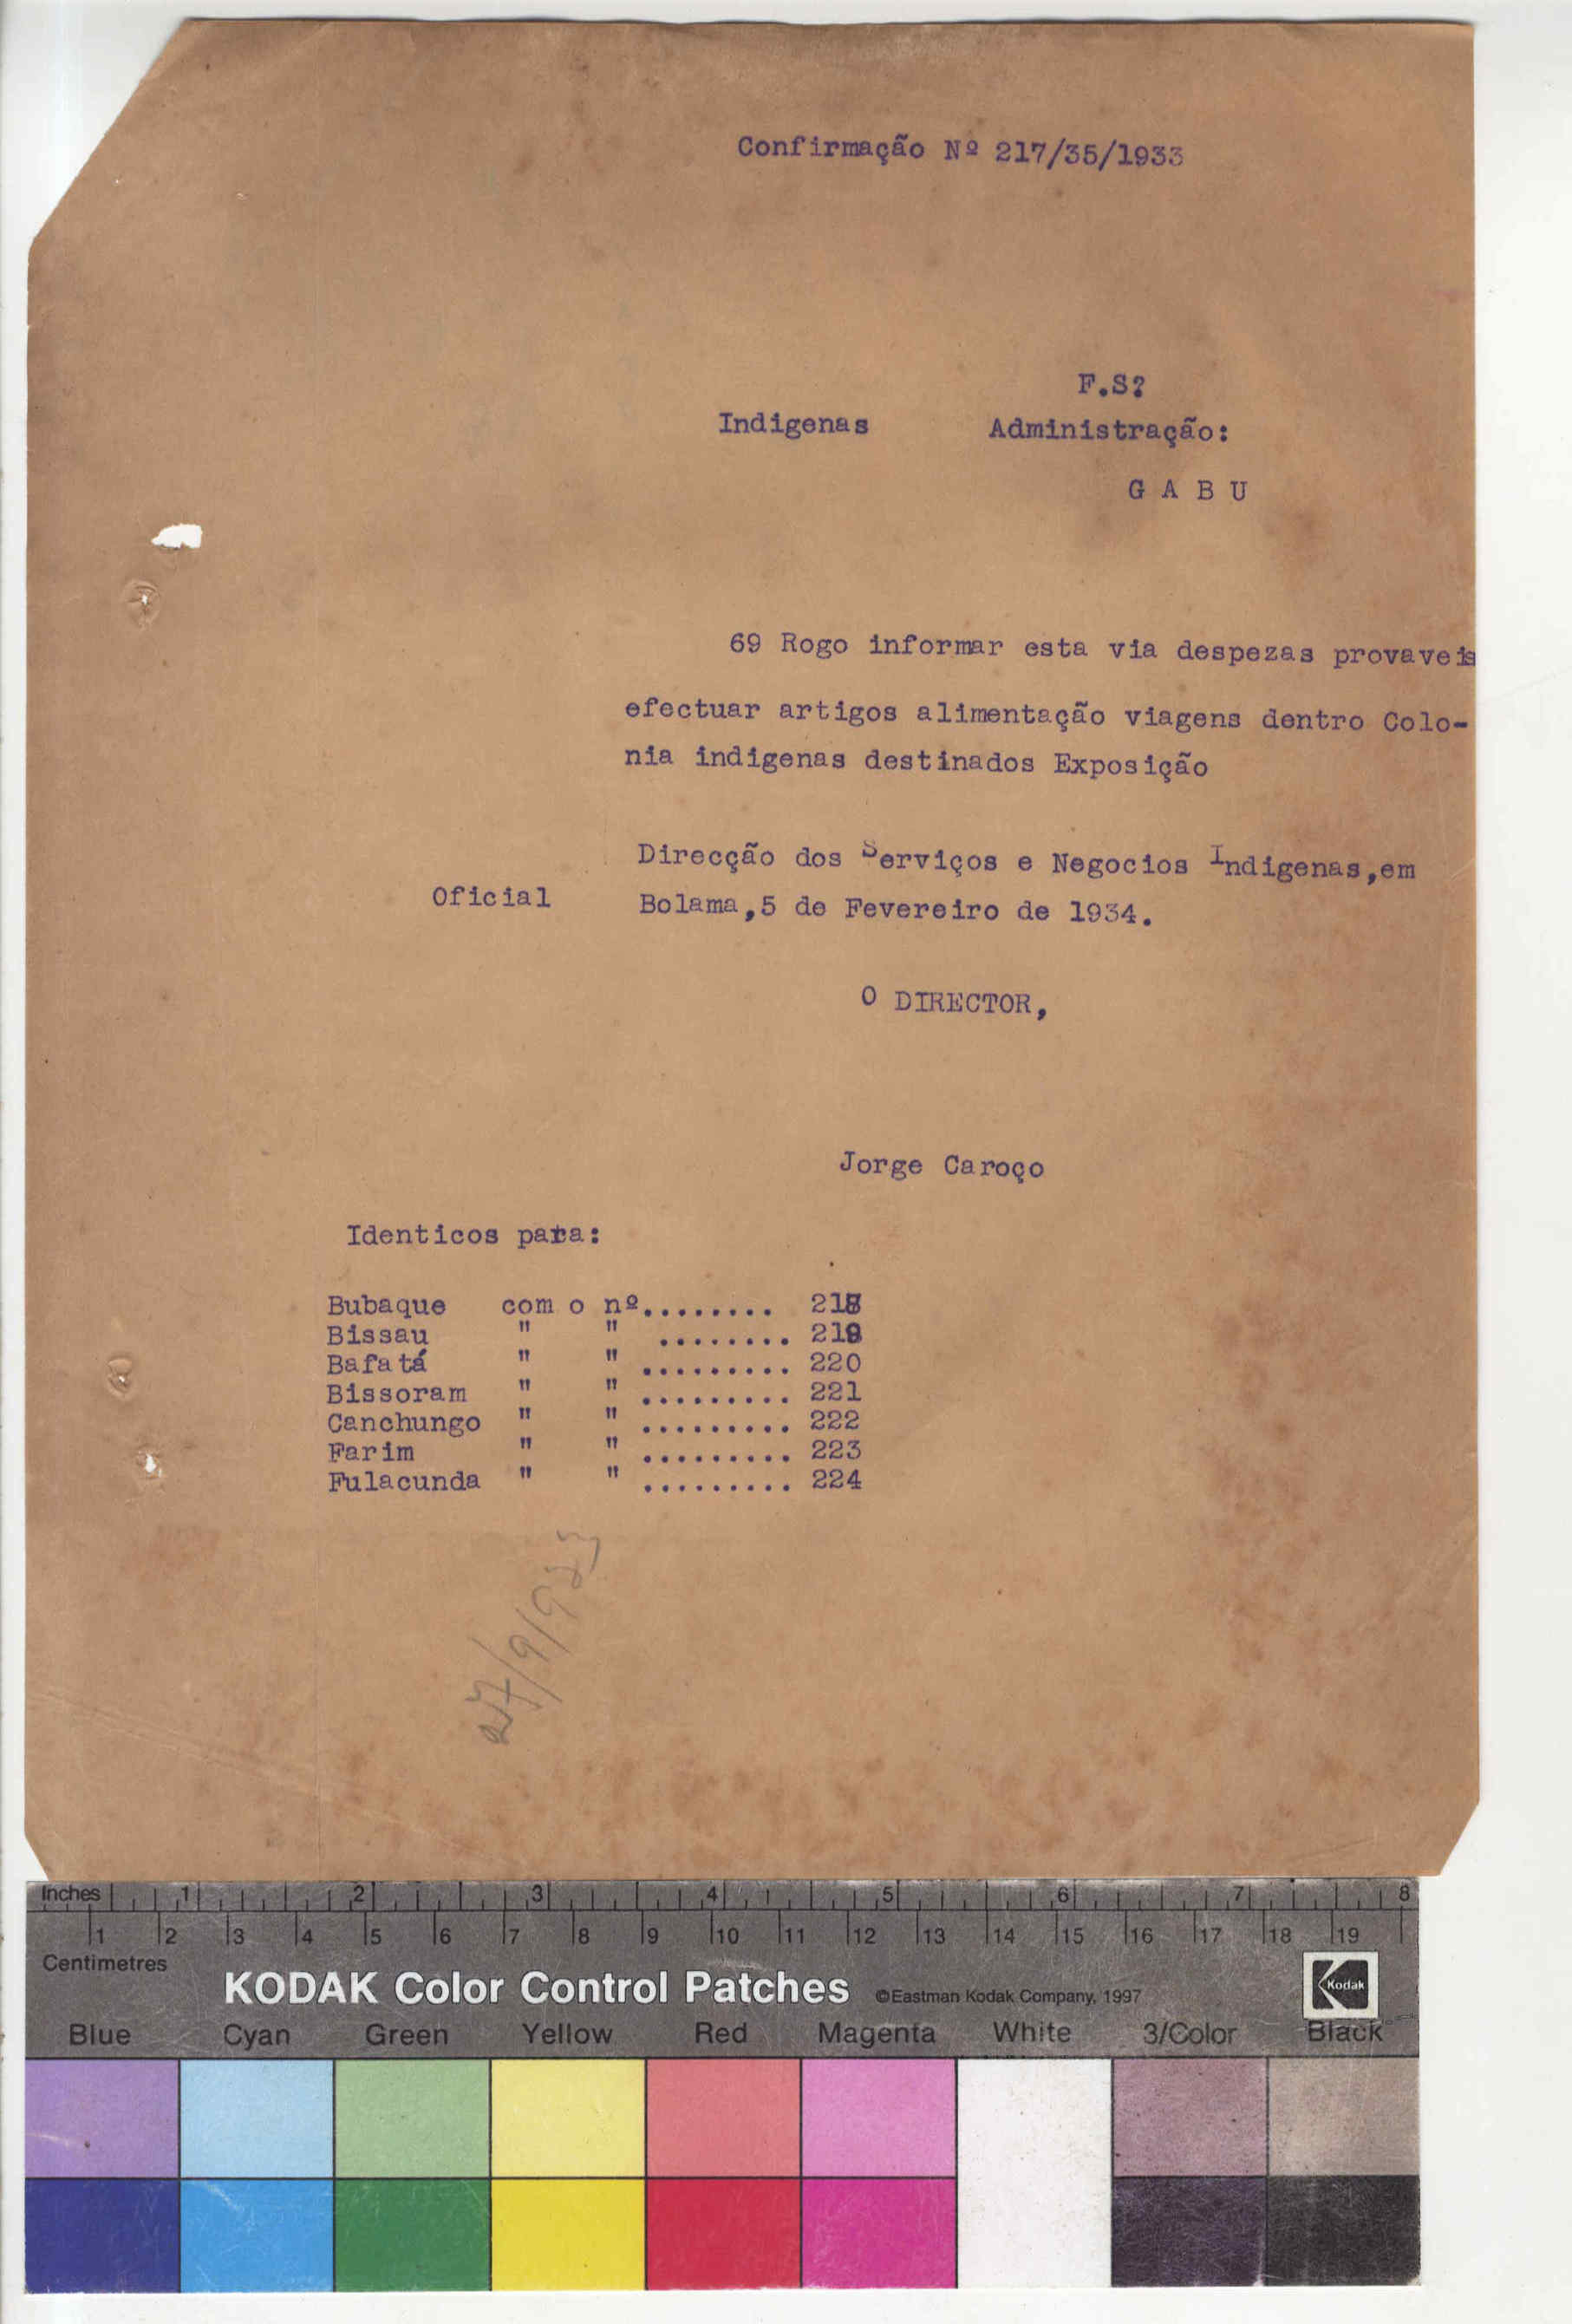 Confirmação Nº 217/35/1933
F.S?
Indigenas Administração:
G A B U
69 Rogo informar esta via despezas provaveis
efectuar artigos alimentação viagens dentro Colo-
nia indigenas destinados Exposição
Direcção dos Serviços e Negocios Indigenas,em
Oficial Bolama,5 de Fevereiro de 1934.
O DIRECTOR,
Jorge Caroço
Identicos para:
Bubaque com o nº........ 218
Bissau " " ........ 219
Bafatá " " ......... 220
Bissoram " " ......... 221
Canchungo " " ......... 222
Farim " " ......... 223
Fulacunda " " ......... 224
Inches 1 2 3 4 5 6 7 8
1 2 3 4 5 6 7 8 9 10 11 12 13 14 15 16 17 18 19
Centimetres
KODAK Color Control Patches ©Eastman Kodak Company, 1997 Kodak
Blue Cyan Green Yellow Red Magenta White 3/Color Black